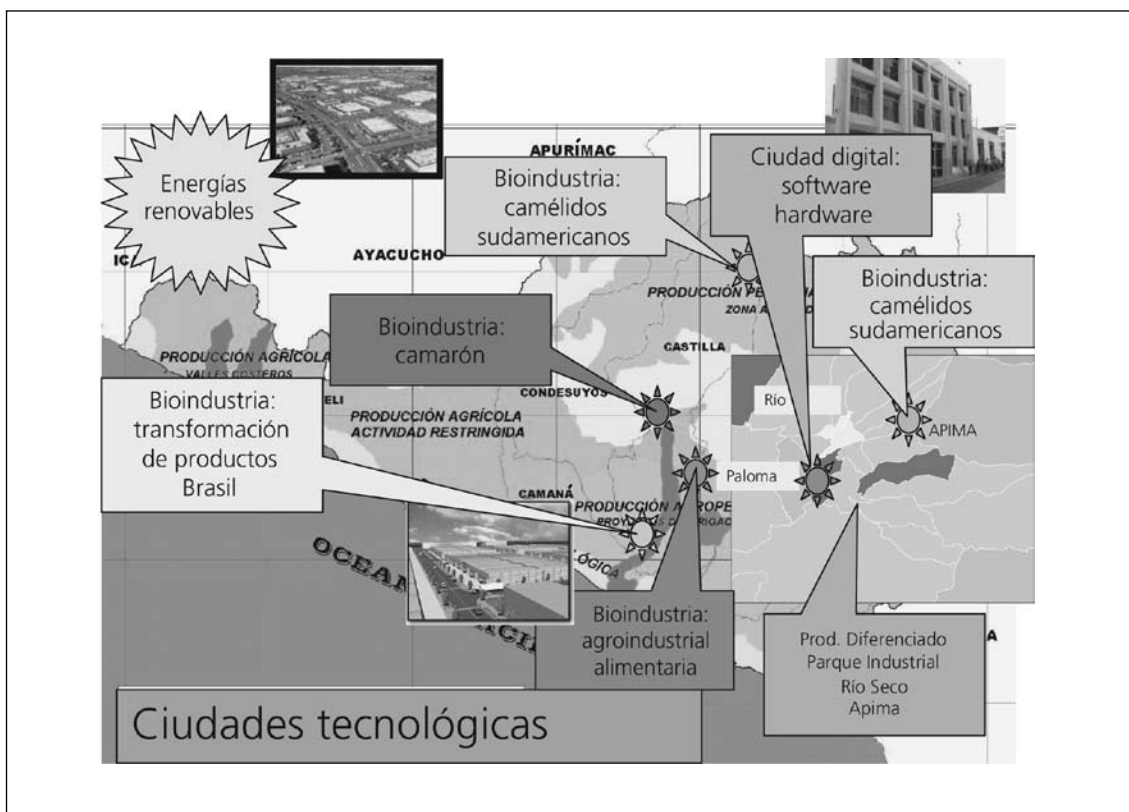 APURÍMAC
Energías
renovables
Bioindustria:
camélidos
sudamericanos
Ciudad digital:
software
hardware
AYACUCHO
Bioindustria:
camélidos
sudamericanos
Bioindustria:
camarón
CASTILLA
PRODUCCIÓN AGRÍCOLA
VALLES COSTEROS
CONDESUYOS
Río
APIMA
Bioindustria:
transformación
de productos
Brasil
PRODUCCIÓN AGRÍCOLA
ACTIVIDAD RESTRINGIDA
Paloma
CAMANÁ
Bioindustria:
agroindustrial
alimentaria
Prod. Diferenciado
Parque Industrial
Río Seco
Apima
Ciudades tecnológicas